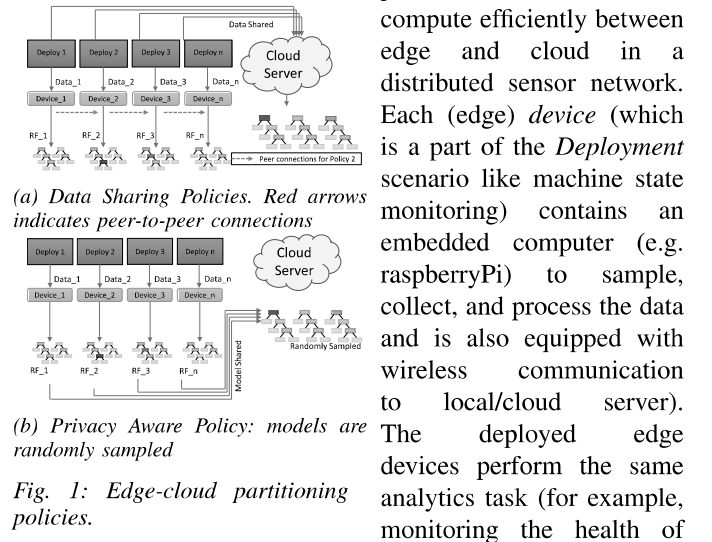 Data Shared
Deploy 1 Deploy 2 Deploy 3 Deploy n
Cloud
Server
Data_1 Data_2 Data_3 Data_n
Device_1 Device_2 Device_3 Device_n
RF_1 RF_2 RF_3 RF_n
Peer connections for Policy 2
(a) Data Sharing Policies. Red arrows
indicates peer-to-peer connections
Deploy 1 Deploy 2 Deploy 3 Deploy n
Cloud
Server
Data_1 Data_2 Data_3 Data_n
Device_1 Device_2 Device_3 Device_n
Randomly Sampled
Model Shared
RF_1 RF_2 RF_3 RF_n
(b) Privacy Aware Policy: models are
randomly sampled
Fig. 1: Edge-cloud partitioning
policies.
compute efficiently between
edge and cloud in a
distributed sensor network.
Each (edge) device (which
is a part of the Deployment
scenario like machine state
monitoring) contains an
embedded computer (e.g.
raspberryPi) to sample,
collect, and process the data
and is also equipped with
wireless communication
to local/cloud server).
The deployed edge
devices perform the same
analytics task (for example,
monitoring the health of